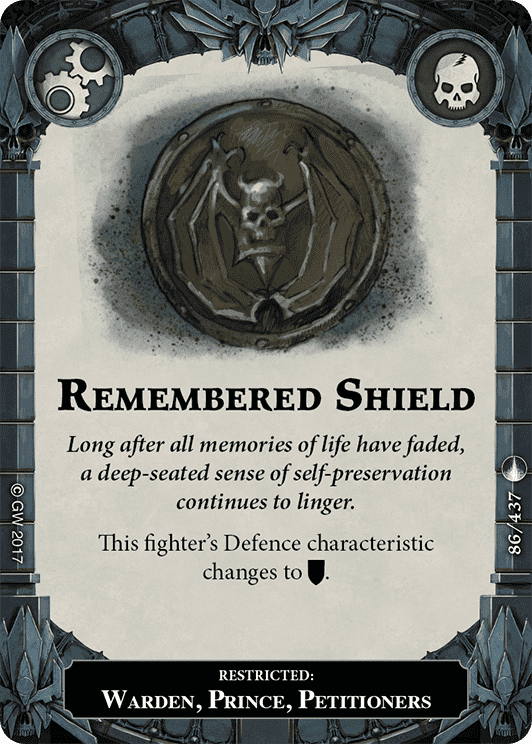 REMEMBERED SHIELD
Long after all memories of life have faded,
a deep-seated sense of self-preservation
continues to linger.
This fighter's Defence characteristic
changes to .
© GW 2017
86/437
RESTRICTED:
WARDEN, PRINCE, PETITIONERS